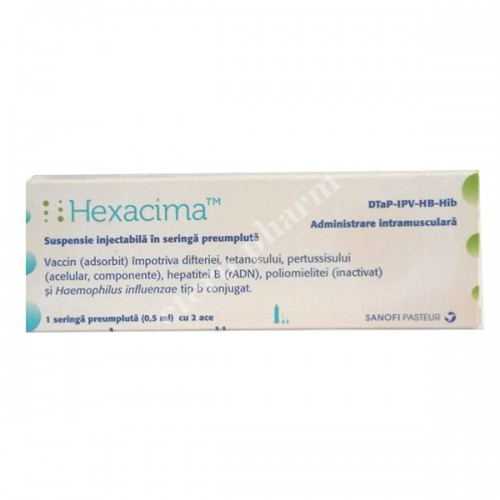 Hexacima™
DTaP-IPV-HB-Hib
Administrare intramusculară
Suspensie injectabilă în seringă preumplută
Vaccin (adsorbit) împotriva difteriei, tetanosului, pertussisului
(acelular, componente), hepatitei B (rADN), poliomielitei (inactivat)
și Haemophilus influenzae tip b conjugat.
1 seringă preumplută (0,5 ml) cu 2 ace
SANOFI PASTEUR